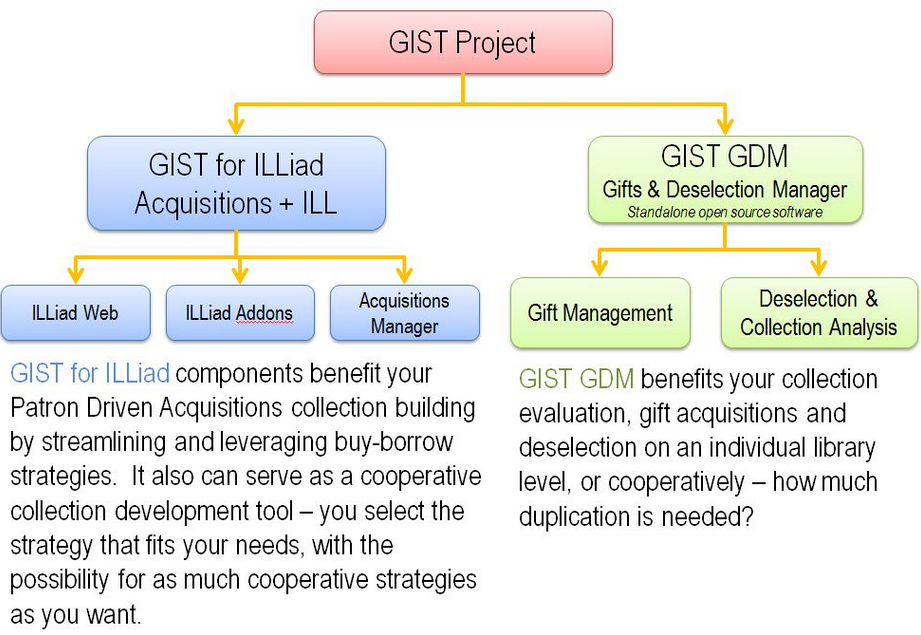 GIST Project
GIST for ILLiad
Acquisitions + ILL
GIST GDM
Gifts & Deselection Manager
Standalone open source software
ILLiad Web
ILLiad Addons
Acquisitions
Manager
Gift Management
Deselection &
Collection Analysis
GIST for ILLiad components benefit your
Patron Driven Acquisitions collection building
by streamlining and leveraging buy-borrow
strategies.  It also can serve as a cooperative
collection development tool – you select the
strategy that fits your needs, with the
possibility for as much cooperative strategies
as you want.
GIST GDM benefits your collection
evaluation, gift acquisitions and
deselection on an individual library
level, or cooperatively – how much
duplication is needed?